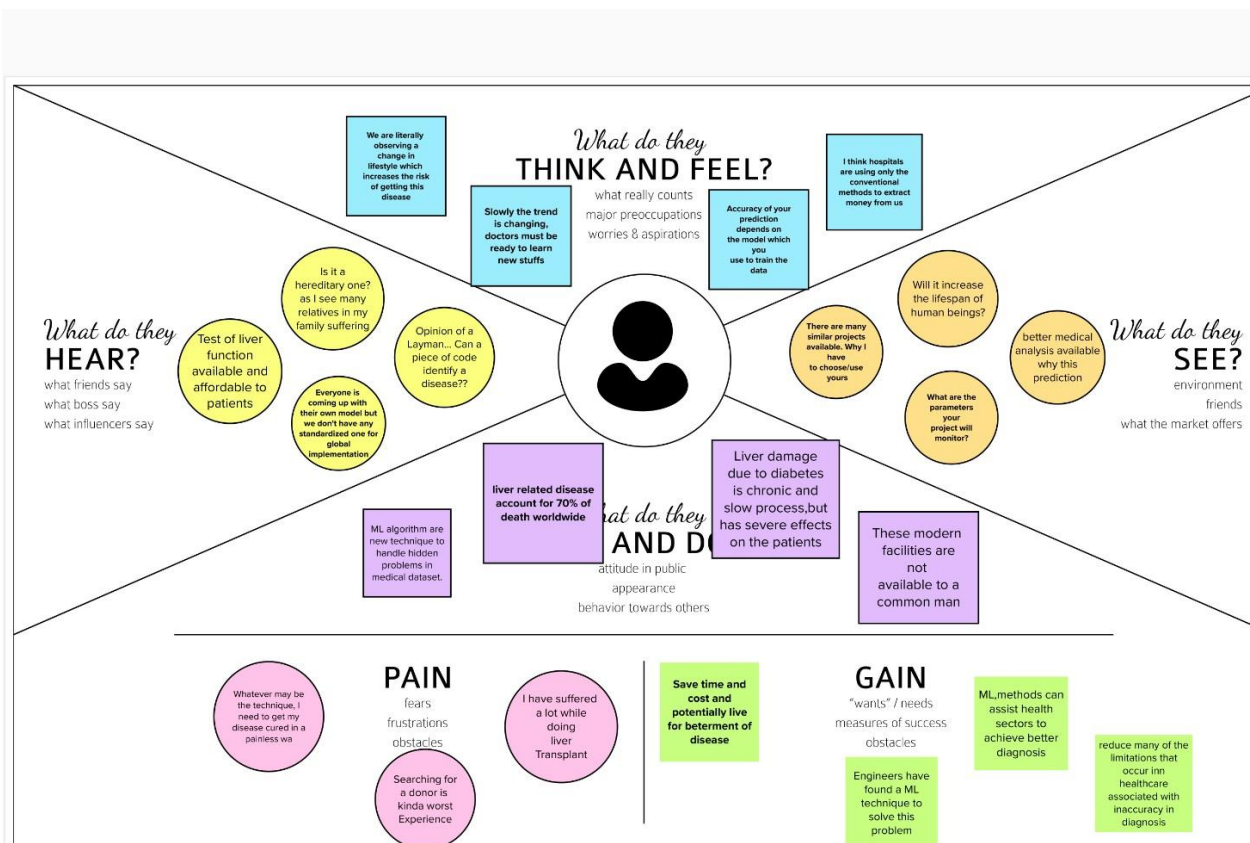 We are literally
observing a
change in
lifestyle which
increases the risk
of getting this
disease
Slowly the trend
is changing,
doctors must be
ready to learn
new stuffs
What do they
THINK AND FEEL?
what really counts
major preoccupations
worries & aspirations
Accuracy of your
prediction
depends on
the model which
you
use to train the
data
I think hospitals
are using only the
conventional
methods to extract
money from us
What do they
HEAR?
what friends say
what boss say
what influencers say
Test of liver
function
available and
affordable to
patients
Is it a
hereditary one?
as I see many
relatives in my
family suffering
Everyone is
coming up with
their own model but
we don't have any
standardized one for
global
implementation
Opinion of a
Layman... Can a
piece of code
identify a
disease??
There are many
similar projects
available. Why I
have
to choose/use
yours
Will it increase
the lifespan of
human beings?
What are the
parameters
your
project will
monitor?
better medical
analysis available
why this
prediction
What do they
SEE?
environment
friends
what the market offers
ML algorithm are
new technique to
handle hidden
problems in
medical dataset.
liver related disease
account for 70% of
death worldwide
hat do they
AND D
attitude in public
appearance
behavior towards others
Liver damage
due to diabetes
is chronic and
slow process,but
has severe effects
on the patients
These modern
facilities are
not
available to a
common man
Whatever may be
the technique, I
need to get my
disease cured in a
painless wa
PAIN
fears
frustrations
obstacles
Searching for
a donor is
kinda worst
Experience
I have suffered
a lot while
doing
liver
Transplant
Save time and
cost and
potentially live
for beterment of
disease
GAIN
"wants" / needs
measures of success
obstacles
Engineers have
found a ML
technique to
solve this
problem
ML,methods can
assist health
sectors to
achieve better
diagnosis
reduce many of the
limitations that
occur inn
healthcare
associated with
inaccuracy in
diagnosis